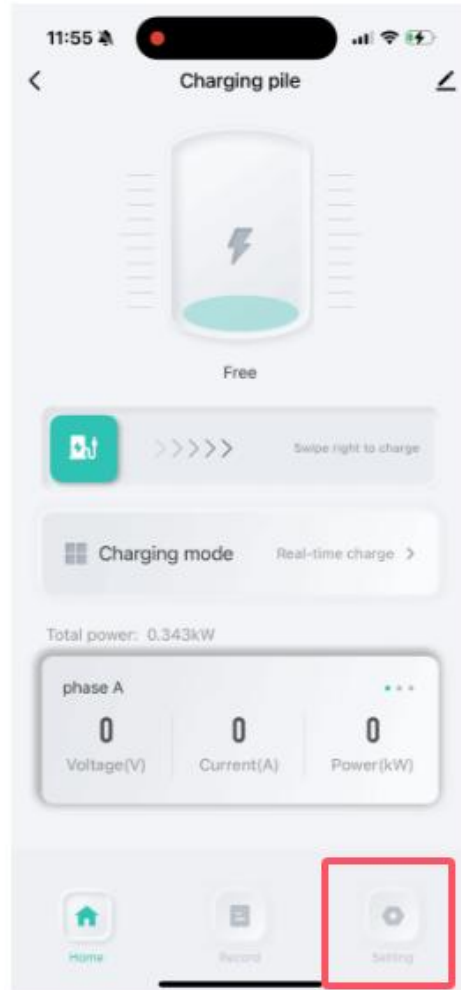 11:55
Charging pile
Free
Swipe right to charge
Charging mode
Real-time charge
Total power: 0.343kW
phase A
0 0 0
Voltage(V) Current(A) Power(kW)
Home Record Setting